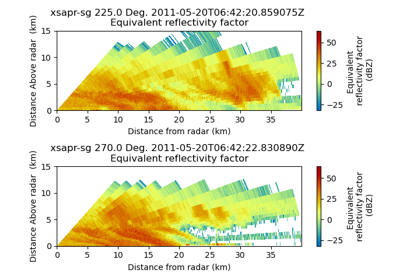 xsapr-sg 225.0 Deg. 2011-05-20T06:42:20.859075Z
Equivalent reflectivity factor
Distance Above radar (km)
15
10
5
0
0 5 10 15 20 25 30 35
Distance from radar (km)
50
25
0
−25
Equivalent
reflectivity factor
(dBZ)
xsapr-sg 270.0 Deg. 2011-05-20T06:42:22.830890Z
Equivalent reflectivity factor
Distance Above radar (km)
15
10
5
0
0 5 10 15 20 25 30 35
Distance from radar (km)
50
25
0
−25
Equivalent
reflectivity factor
(dBZ)